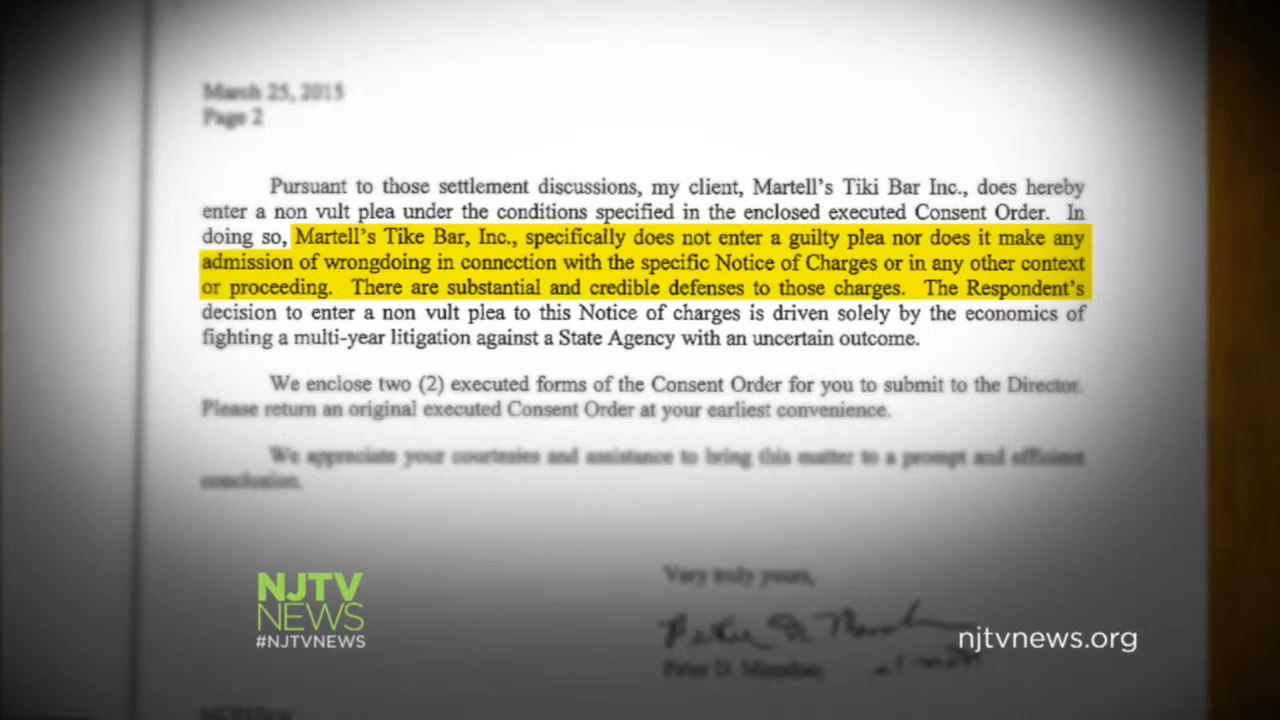 March 25, 2015
Page 2
Pursuant to those settlement discussions, my client, Martell's Tiki Bar Inc., does hereby
enter a non vult plea under the conditions specified in the enclosed executed Consent Order. In
doing so, Martell's Tike Bar, Inc., specifically does not enter a guilty plea nor does it make any
admission of wrongdoing in connection with the specific Notice of Charges or in any other context
or proceeding. There are substantial and credible defenses to those charges. The Respondent's
decision to enter a non vult plea to this Notice of charges is driven solely by the economics of
fighting a multi-year litigation against a State Agency with an uncertain outcome.
We enclose two (2) executed forms of the Consent Order for you to submit to the Director.
Please return an original executed Consent Order at your earliest convenience.
We appreciate your courtesies and assistance to bring this matter to a prompt and efficient
conclusion.
Very truly yours,
Peter D.
NJTV
NEWS
#NJTVNEWS
njtvnews.org